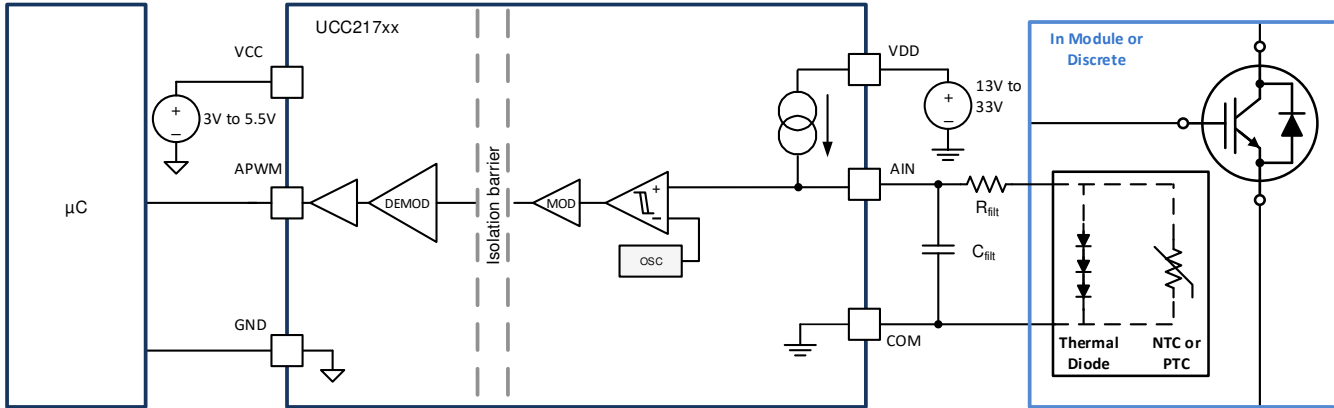 UCC217xx
In Module or
Discrete
VCC
VDD
3V to 5.5V
+
−
13V to
33V
+
−
APWM
AIN
µC
DEMOD
Isolation barrier
MOD
+
−
OSC
Rfilt
Cfilt
GND
COM
Thermal
Diode
NTC or
PTC